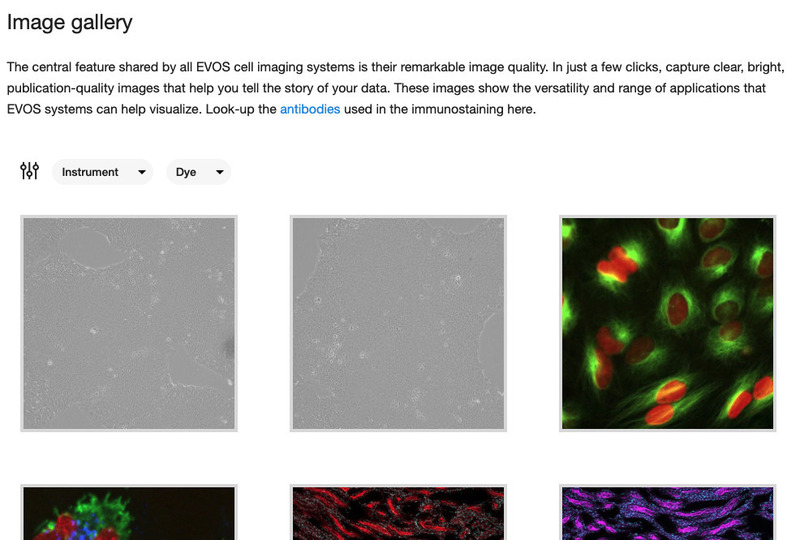 Image gallery
The central feature shared by all EVOS cell imaging systems is their remarkable image quality. In just a few clicks, capture clear, bright,
publication-quality images that help you tell the story of your data. These images show the versatility and range of applications that
EVOS systems can help visualize. Look-up the antibodies used in the immunostaining here.
Instrument
Dye